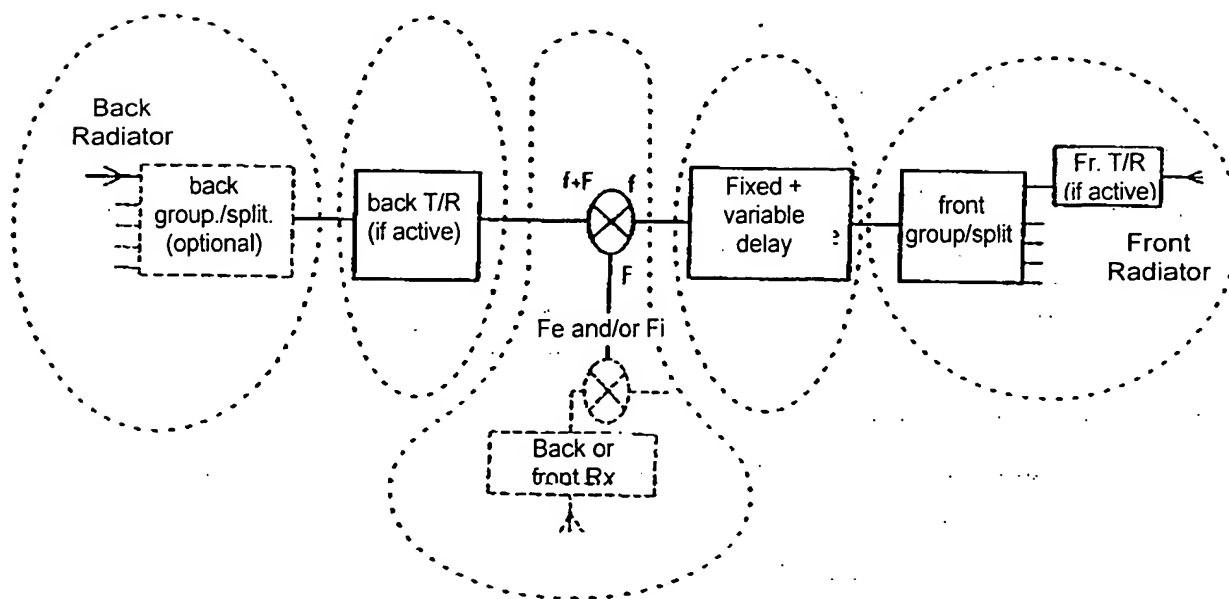 Back
Radiator
back
group./split.
(optional)
back T/R
(if active)
f+F
f
F
Fe and/or Fi
Back or
front Rx
Fixed +
variable
delay
front
group/split
Fr. T/R
(if active)
Front
Radiator